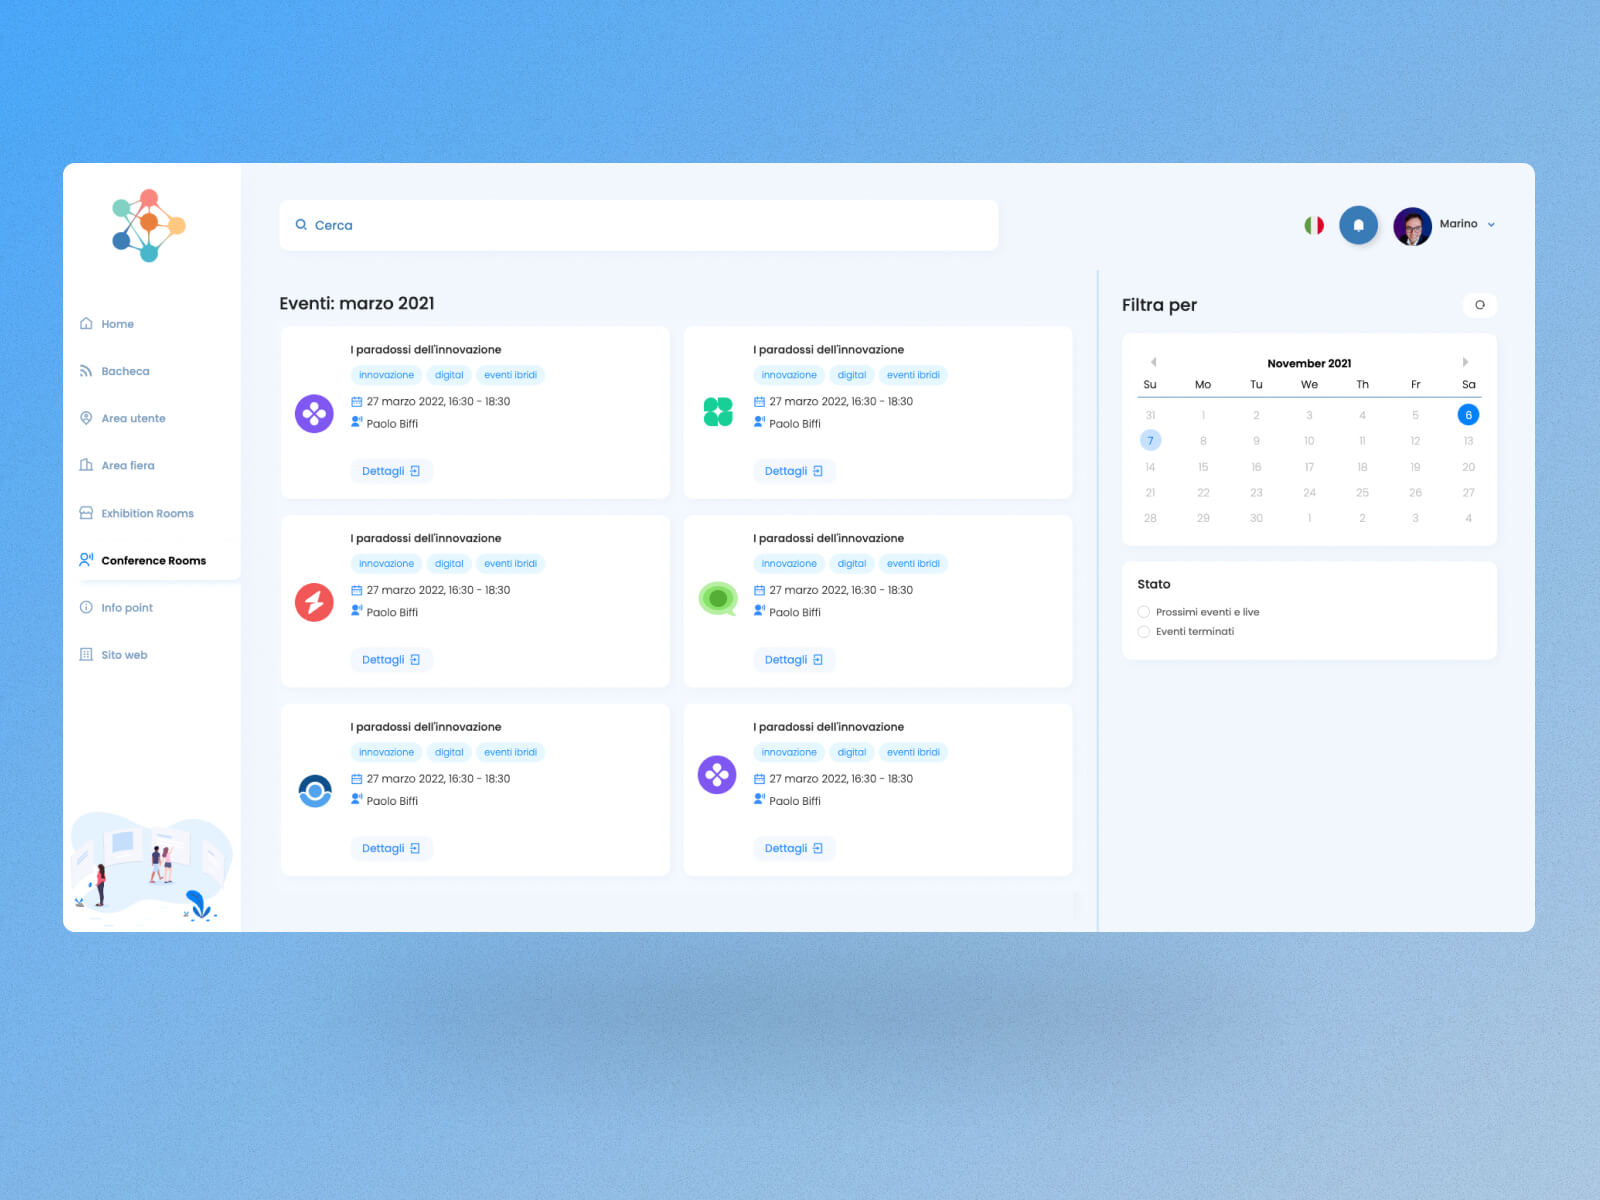 Cerca
Marino
Home
Bacheca
Area utente
Area fiera
Exhibition Rooms
Conference Rooms
Info point
Sito web
Eventi: marzo 2021
I paradossi dell'innovazione
innovazione digital eventi ibridi
27 marzo 2022, 16:30 - 18:30
Paolo Biffi
Dettagli
I paradossi dell'innovazione
innovazione digital eventi ibridi
27 marzo 2022, 16:30 - 18:30
Paolo Biffi
Dettagli
I paradossi dell'innovazione
innovazione digital eventi ibridi
27 marzo 2022, 16:30 - 18:30
Paolo Biffi
Dettagli
I paradossi dell'innovazione
innovazione digital eventi ibridi
27 marzo 2022, 16:30 - 18:30
Paolo Biffi
Dettagli
I paradossi dell'innovazione
innovazione digital eventi ibridi
27 marzo 2022, 16:30 - 18:30
Paolo Biffi
Dettagli
I paradossi dell'innovazione
innovazione digital eventi ibridi
27 marzo 2022, 16:30 - 18:30
Paolo Biffi
Dettagli
Filtra per
November 2021
Su Mo Tu We Th Fr Sa
31 1 2 3 4 5 6
7 8 9 10 11 12 13
14 15 16 17 18 19 20
21 22 23 24 25 26 27
28 29 30 1 2 3 4
Stato
Prossimi eventi e live
Eventi terminati